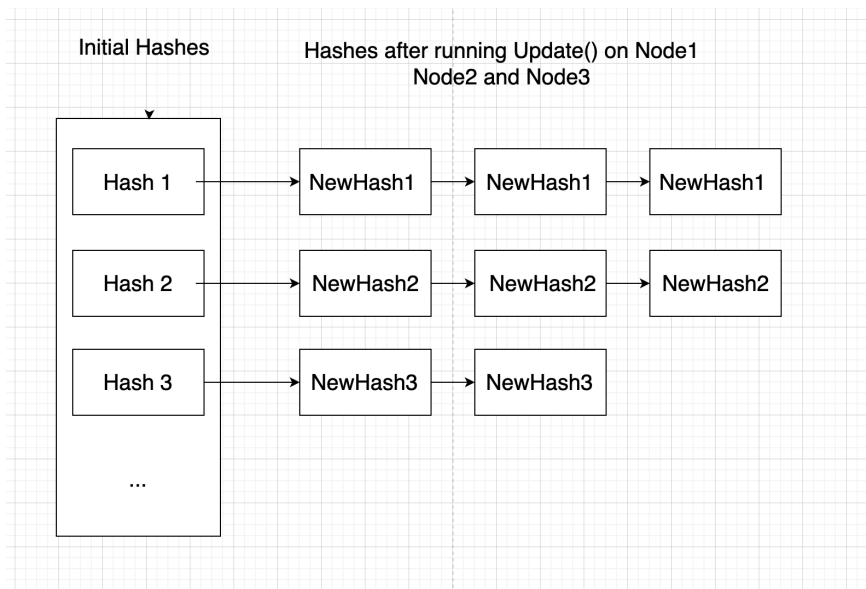 Initial Hashes
Hashes after running Update() on Node1
Node2 and Node3
Hash 1
NewHash1
NewHash1
NewHash1
Hash 2
NewHash2
NewHash2
NewHash2
Hash 3
NewHash3
NewHash3
...